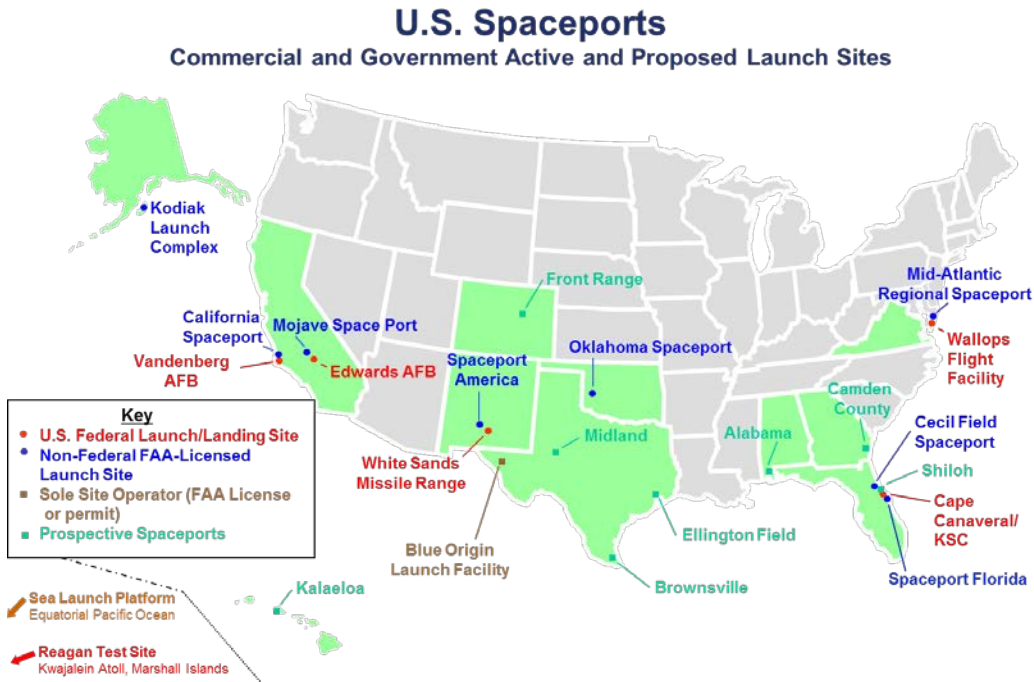 U.S. Spaceports
Commercial and Government Active and Proposed Launch Sites
Kodiak
Launch
Complex
Front Range
Mid-Atlantic
Regional Spaceport
California
Spaceport
Mojave Space Port
Vandenberg
AFB
Edwards AFB
Spaceport
America
Oklahoma Spaceport
Wallops
Flight
Facility
Camden
County
Cecil Field
Spaceport
Alabama
Midland
Shiloh
White Sands
Missile Range
Cape
Canaveral/
KSC
Ellington Field
Blue Origin
Launch Facility
Spaceport Florida
Brownsville
Kalaeloa
Key
U.S. Federal Launch/Landing Site
Non-Federal FAA-Licensed
Launch Site
Sole Site Operator (FAA License
or permit)
Prospective Spaceports
Sea Launch Platform
Equatorial Pacific Ocean
Reagan Test Site
Kwajalein Atoll, Marshall Islands